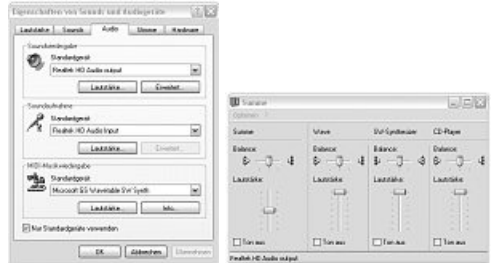 Eigenschaften von Sounds und Audiogeräte
Lautstärke Sounds Audio Stimme Hardware
Soundwiedergabe
Standardgerät:
Realtek HD Audio output
Lautstärke... Erweitert...
Soundaufnahme
Standardgerät:
Realtek HD Audio Input
Lautstärke... Erweitert...
MIDI-Musikwiedergabe
Standardgerät:
Microsoft GS Wavetable SW Synth
Lautstärke... Info...
Nur Standardgeräte verwenden
OK Abbrechen Übernehmen
Summe
Optionen ?
Summe Wave SW-Synthesizer CD-Player
Balance: Balance: Balance: Balance:
Lautstärke: Lautstärke: Lautstärke: Lautstärke:
Ton aus Ton aus Ton aus Ton aus
Realtek HD Audio output